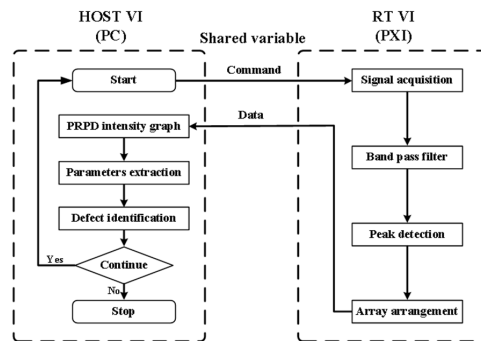 HOST VI
(PC)
Shared variable
RT VI
(PXI)
Start
Command
Signal acquisition
PRPD intensity graph
Data
Parameters extraction
Band pass filter
Defect identification
Peak detection
Yes
Continue
No
Stop
Array arrangement